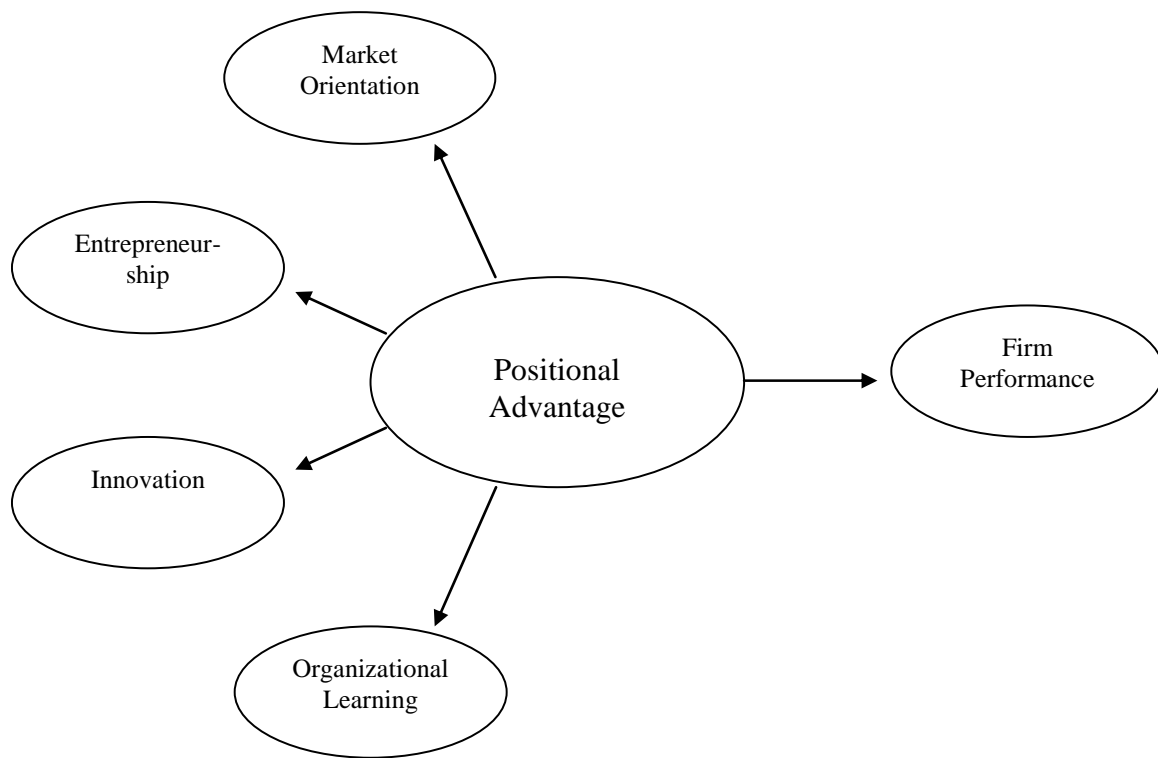 Market
Orientation
Entrepreneur-
ship
Positional
Advantage
Firm
Performance
Innovation
Organizational
Learning